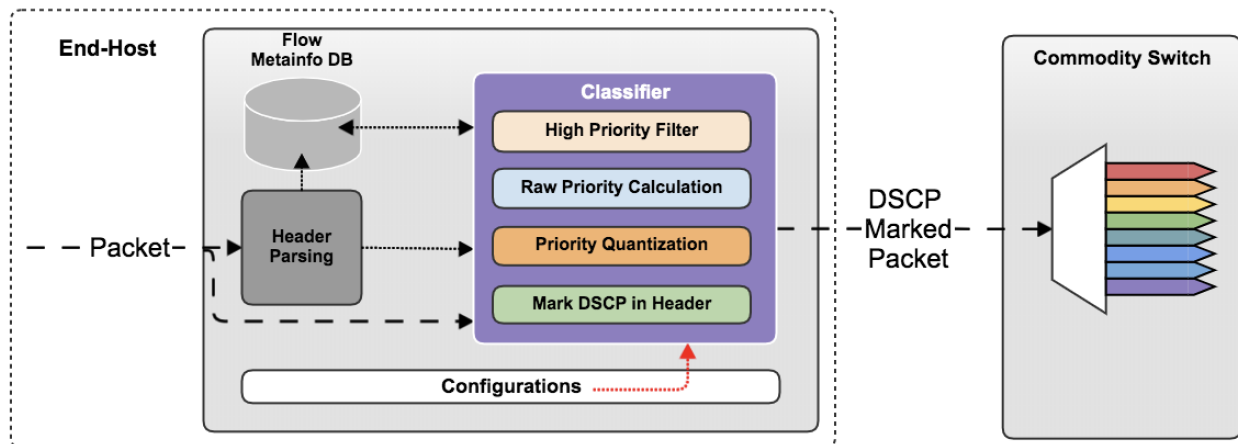 End-Host
Flow
Metainfo DB
Classifier
High Priority Filter
Raw Priority Calculation
Priority Quantization
Mark DSCP in Header
Packet
Header
Parsing
Configurations
DSCP
Marked
Packet
Commodity Switch